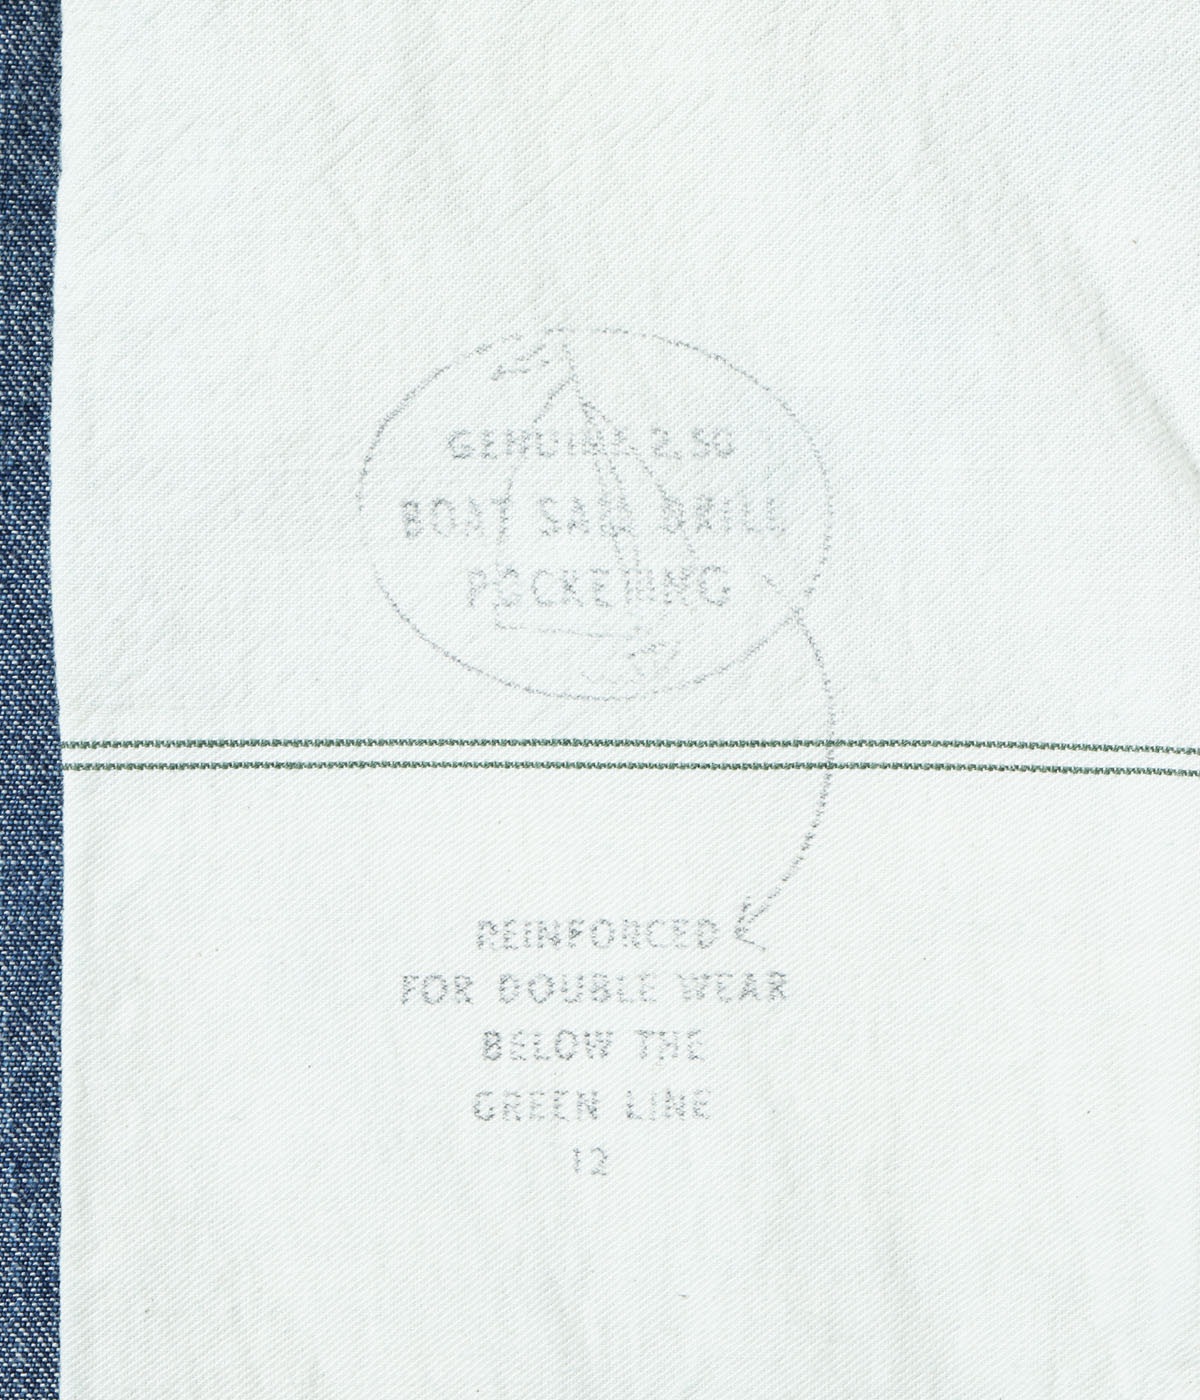 GENUINE 2.50
BOAT SAIL DRILL
POCKETING
REINFORCED
FOR DOUBLE WEAR
BELOW THE
GREEN LINE
12